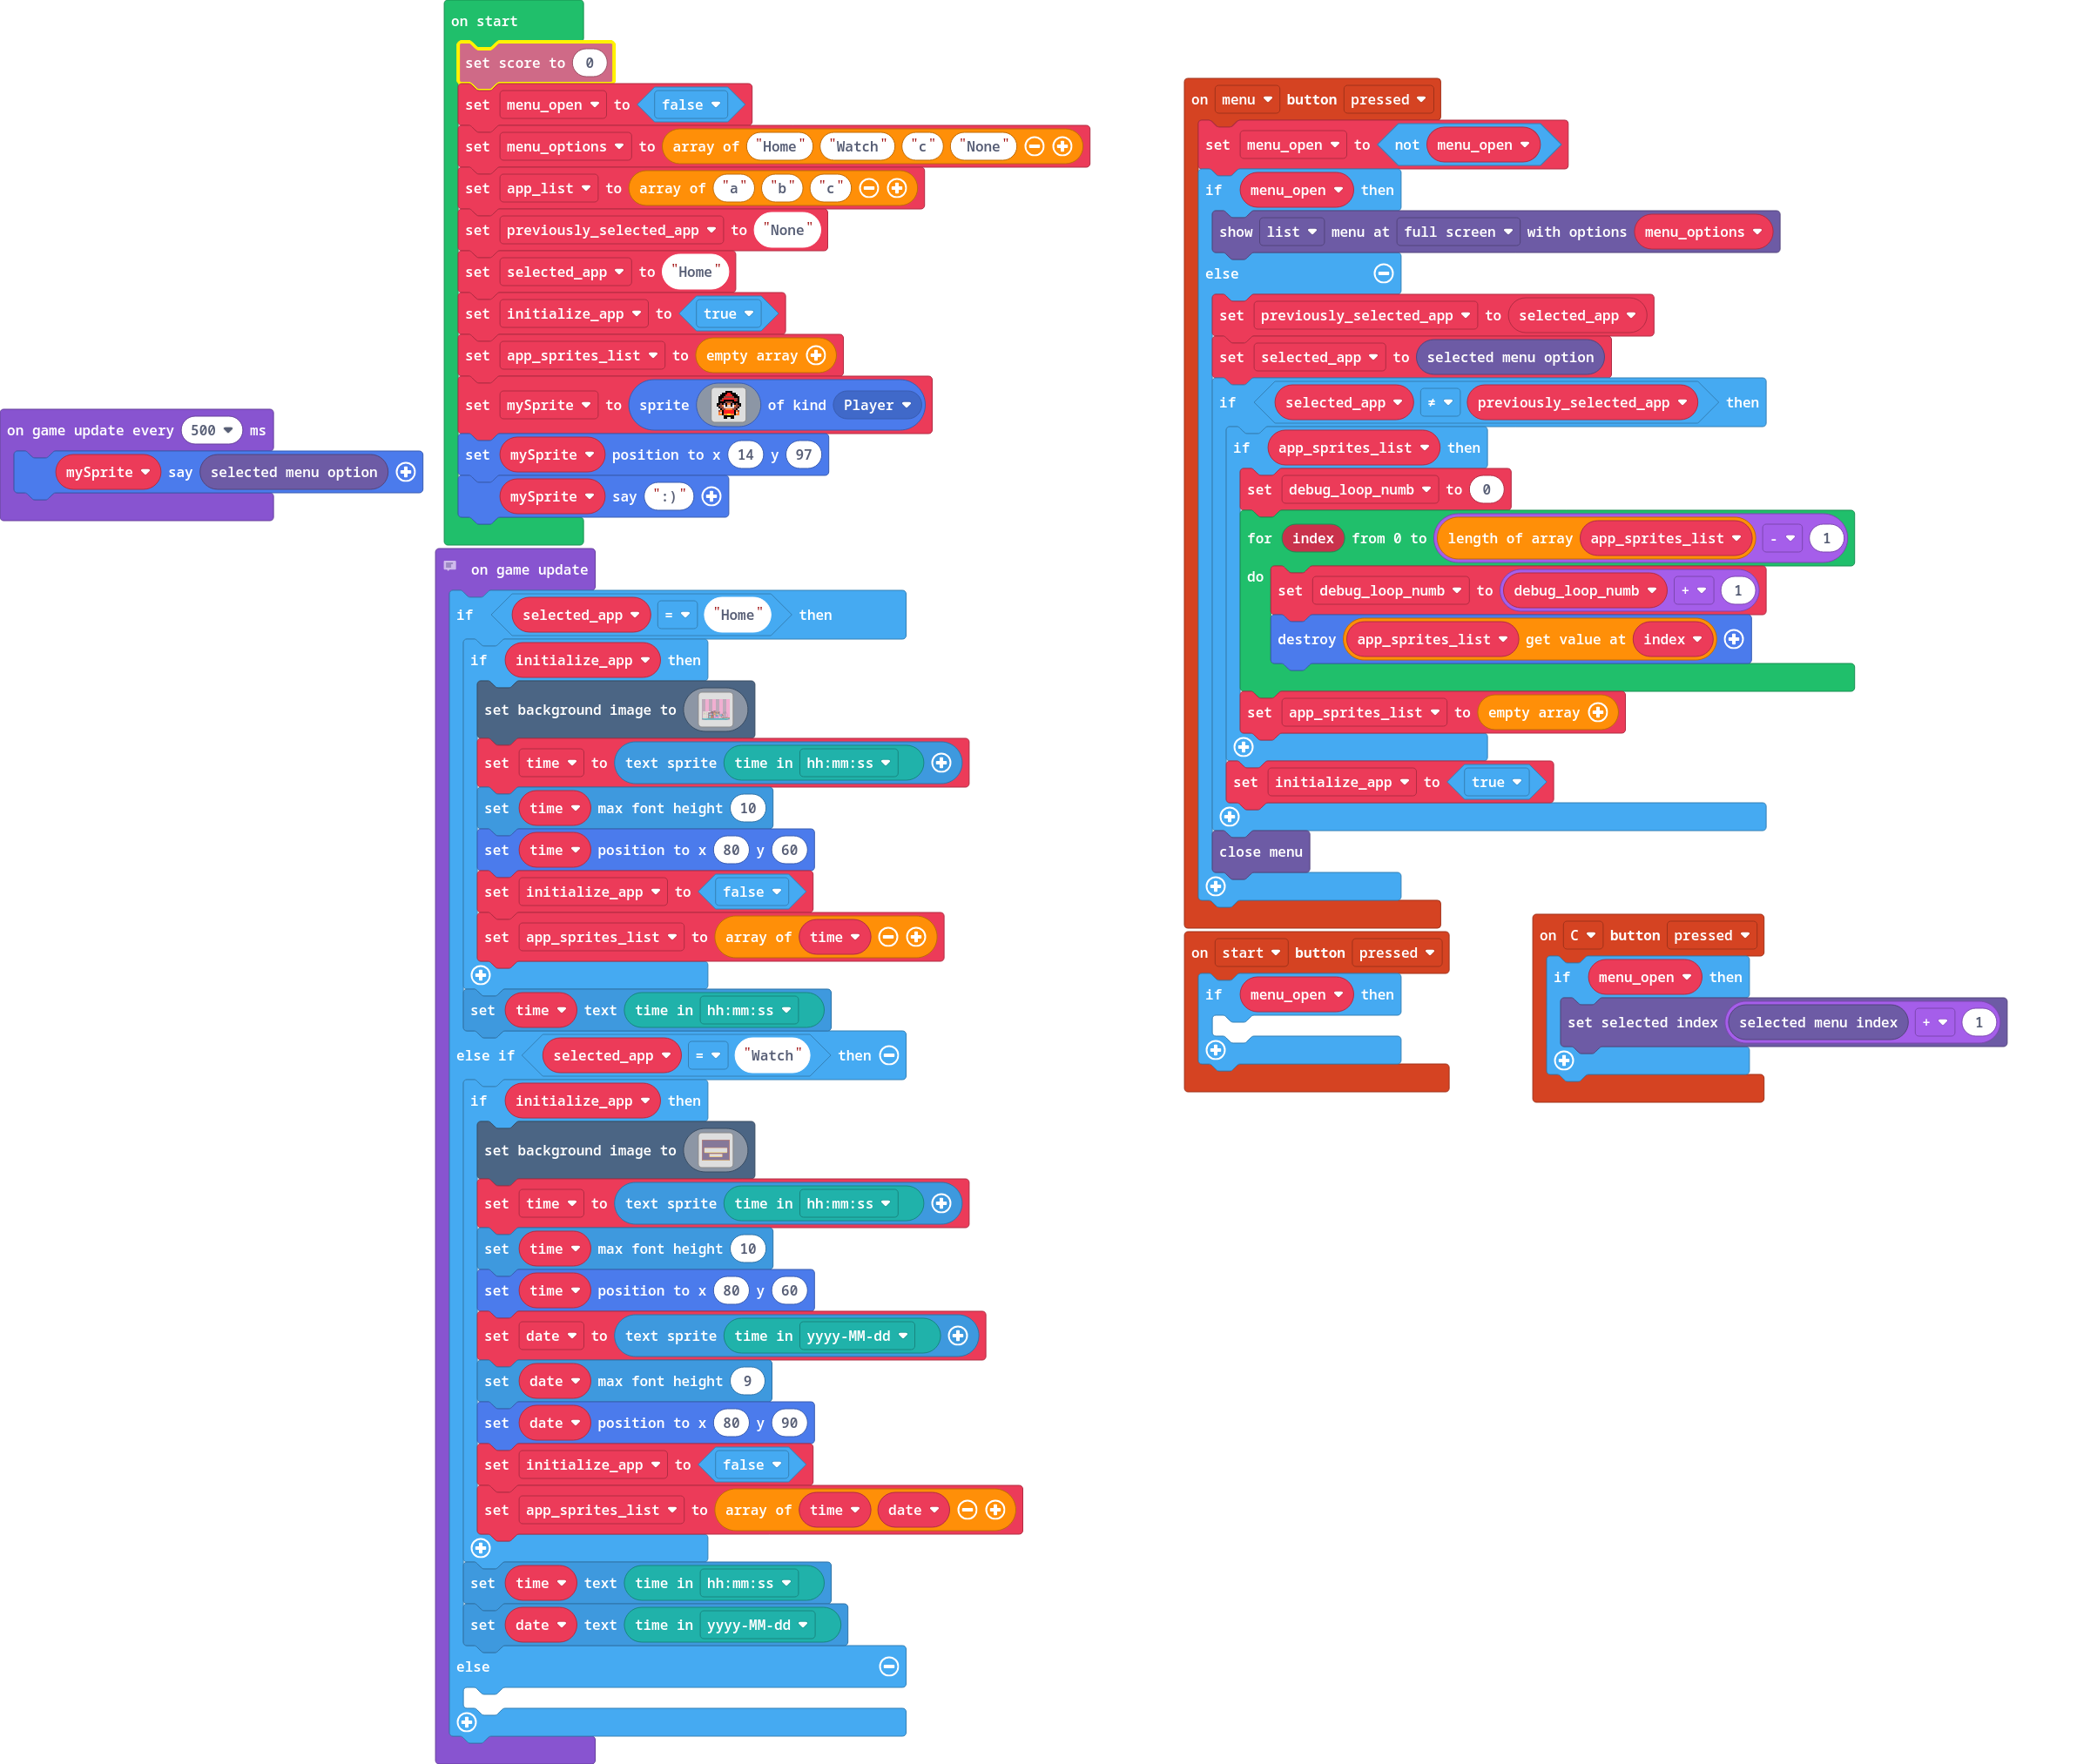 on start
set score to 0
set menu_open to false
set menu_options to array of "Home" "Watch" "c" "None"
set app_list to array of "a" "b" "c"
set previously_selected_app to "None"
set selected_app to "Home"
set initialize_app to true
set app_sprites_list to empty array
set mySprite to sprite of kind Player
set mySprite position to x 14 y 97
mySprite say ":)"
on game update every 500 ms
mySprite say selected menu option
on game update
if selected_app = "Home" then
if initialize_app then
set background image to
set time to text sprite time in hh:mm:ss
set time max font height 10
set time position to x 80 y 60
set initialize_app to false
set app_sprites_list to array of time
set time text time in hh:mm:ss
else if selected_app = "Watch" then
if initialize_app then
set background image to
set time to text sprite time in hh:mm:ss
set time max font height 10
set time position to x 80 y 60
set date to text sprite time in yyyy-MM-dd
set date max font height 9
set date position to x 80 y 90
set initialize_app to false
set app_sprites_list to array of time date
set time text time in hh:mm:ss
set date text time in yyyy-MM-dd
else
on menu button pressed
set menu_open to not menu_open
if menu_open then
show list menu at full screen with options menu_options
else
set previously_selected_app to selected_app
set selected_app to selected menu option
if selected_app ≠ previously_selected_app then
if app_sprites_list then
set debug_loop_numb to 0
for index from 0 to length of array app_sprites_list - 1
do
set debug_loop_numb to debug_loop_numb + 1
destroy app_sprites_list get value at index
set app_sprites_list to empty array
set initialize_app to true
close menu
on start button pressed
if menu_open then
on C button pressed
if menu_open then
set selected index selected menu index + 1